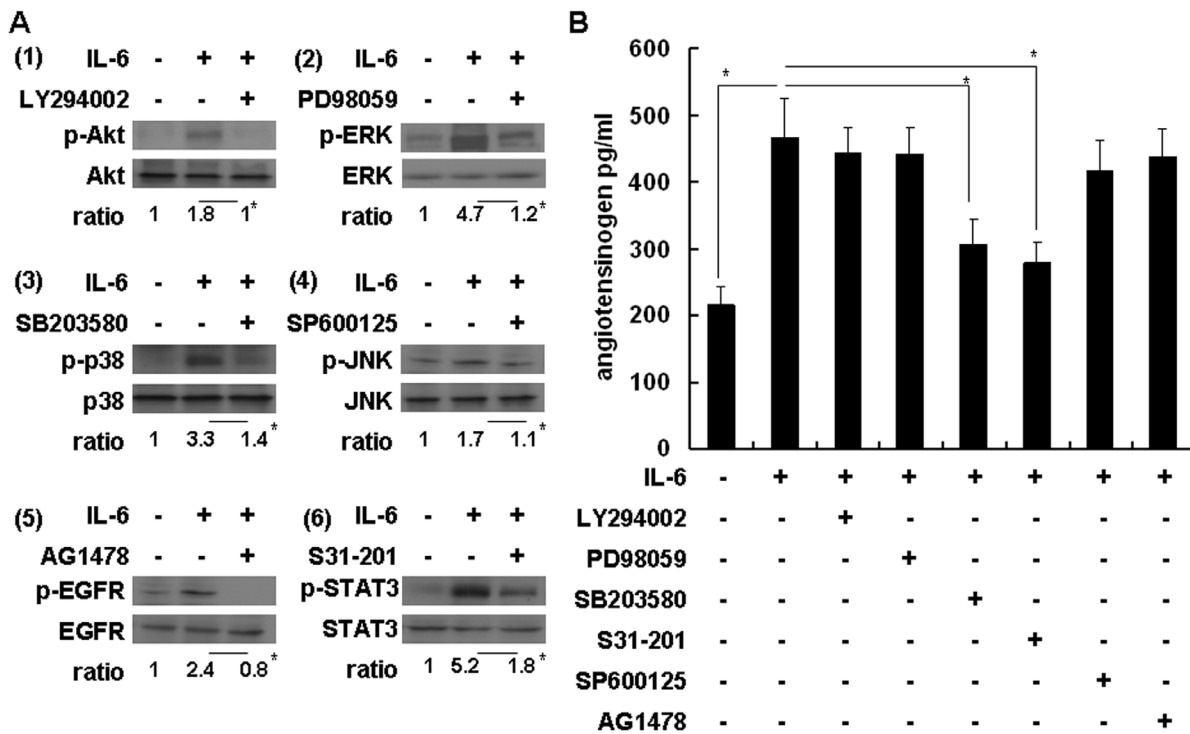 A
(1) IL-6 - + +
LY294002 - - +
p-Akt
Akt
ratio 1 1.8 1*
(2) IL-6 - + +
PD98059 - - +
p-ERK
ERK
ratio 1 4.7 1.2*
(3) IL-6 - + +
SB203580 - - +
p-p38
p38
ratio 1 3.3 1.4*
(4) IL-6 - + +
SP600125 - - +
p-JNK
JNK
ratio 1 1.7 1.1*
(5) IL-6 - + +
AG1478 - - +
p-EGFR
EGFR
ratio 1 2.4 0.8*
(6) IL-6 - + +
S31-201 - - +
p-STAT3
STAT3
ratio 1 5.2 1.8*
B
angiotensinogen pg/ml
600
500
400
300
200
100
0
* * *
IL-6 - + + + + + + +
LY294002 - - + - - - - -
PD98059 - - - + - - - -
SB203580 - - - - + - - -
S31-201 - - - - - + - -
SP600125 - - - - - - + -
AG1478 - - - - - - - +